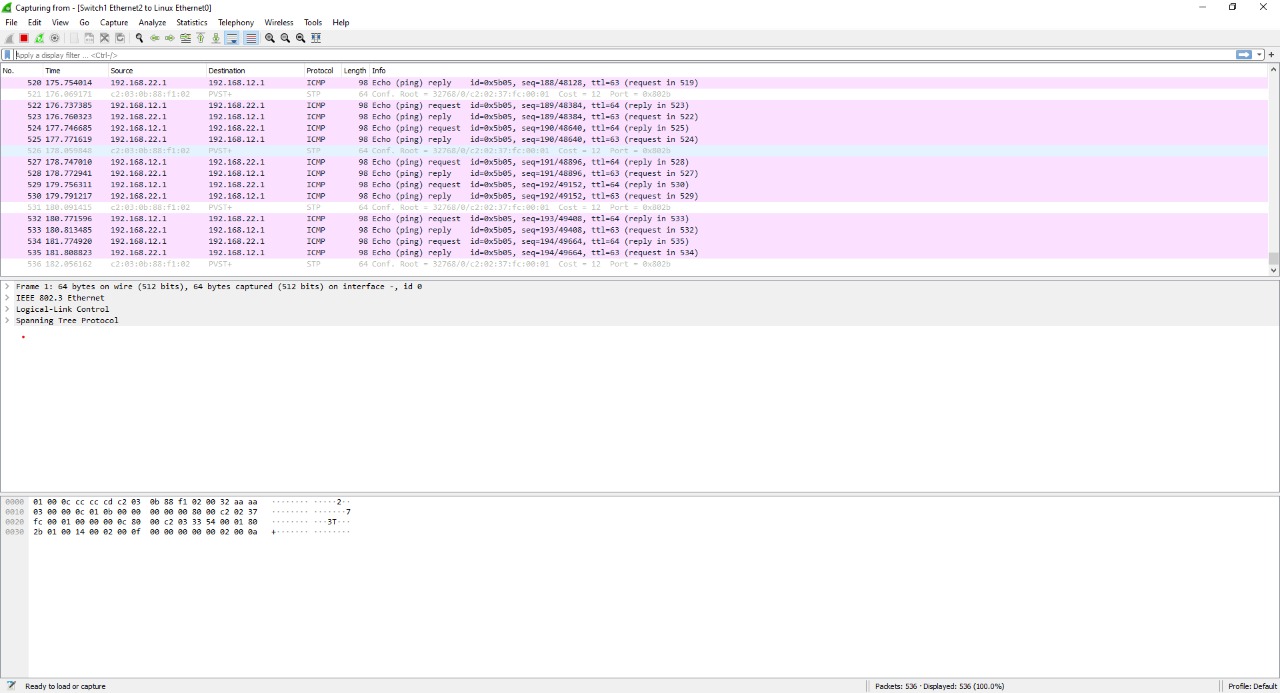 Capturing from - [Switch1 Ethernet2 to Linux Ethernet0]
File Edit View Go Capture Analyze Statistics Telephony Wireless Tools Help
Apply a display filter ... <Ctrl-/>
No. Time Source Destination Protocol Length Info
520 175.754014 192.168.22.1 192.168.12.1 ICMP 98 Echo (ping) reply id=0x5b05, seq=188/48128, ttl=63 (request in 519)
521 176.069171 c2:03:0b:88:f1:02 PVST+ STP 64 Conf. Root = 32768/0/c2:02:37:fc:00:01 Cost = 12 Port = 0x802b
522 176.737385 192.168.12.1 192.168.22.1 ICMP 98 Echo (ping) request id=0x5b05, seq=189/48384, ttl=64 (reply in 523)
523 176.760323 192.168.22.1 192.168.12.1 ICMP 98 Echo (ping) reply id=0x5b05, seq=189/48384, ttl=63 (request in 522)
524 177.746685 192.168.12.1 192.168.22.1 ICMP 98 Echo (ping) request id=0x5b05, seq=190/48640, ttl=64 (reply in 525)
525 177.771619 192.168.22.1 192.168.12.1 ICMP 98 Echo (ping) reply id=0x5b05, seq=190/48640, ttl=63 (request in 524)
526 178.059848 c2:03:0b:88:f1:02 PVST+ STP 64 Conf. Root = 32768/0/c2:02:37:fc:00:01 Cost = 12 Port = 0x802b
527 178.747010 192.168.12.1 192.168.22.1 ICMP 98 Echo (ping) request id=0x5b05, seq=191/48896, ttl=64 (reply in 528)
528 178.772941 192.168.22.1 192.168.12.1 ICMP 98 Echo (ping) reply id=0x5b05, seq=191/48896, ttl=63 (request in 527)
529 179.756311 192.168.12.1 192.168.22.1 ICMP 98 Echo (ping) request id=0x5b05, seq=192/49152, ttl=64 (reply in 530)
530 179.791217 192.168.22.1 192.168.12.1 ICMP 98 Echo (ping) reply id=0x5b05, seq=192/49152, ttl=63 (request in 529)
531 180.091415 c2:03:0b:88:f1:02 PVST+ STP 64 Conf. Root = 32768/0/c2:02:37:fc:00:01 Cost = 12 Port = 0x802b
532 180.771596 192.168.12.1 192.168.22.1 ICMP 98 Echo (ping) request id=0x5b05, seq=193/49408, ttl=64 (reply in 533)
533 180.813485 192.168.22.1 192.168.12.1 ICMP 98 Echo (ping) reply id=0x5b05, seq=193/49408, ttl=63 (request in 532)
534 181.774920 192.168.12.1 192.168.22.1 ICMP 98 Echo (ping) request id=0x5b05, seq=194/49664, ttl=64 (reply in 535)
535 181.808823 192.168.22.1 192.168.12.1 ICMP 98 Echo (ping) reply id=0x5b05, seq=194/49664, ttl=63 (request in 534)
536 182.056162 c2:03:0b:88:f1:02 PVST+ STP 64 Conf. Root = 32768/0/c2:02:37:fc:00:01 Cost = 12 Port = 0x802b
Frame 1: 64 bytes on wire (512 bits), 64 bytes captured (512 bits) on interface -, id 0
IEEE 802.3 Ethernet
Logical-Link Control
Spanning Tree Protocol
0000 01 00 0c cc cc cd c2 03 0b 88 f1 02 00 32 aa aa ········ ·····2··
0010 03 00 00 0c 01 0b 00 00 00 00 00 80 00 c2 02 37 ········ ·······7
0020 fc 00 01 00 00 00 0c 80 00 c2 03 33 54 00 01 80 ········ ···3T···
0030 2b 01 00 14 00 02 00 0f 00 00 00 00 00 02 00 0a +······· ········
Ready to load or capture
Packets: 536 · Displayed: 536 (100.0%)
Profile: Default